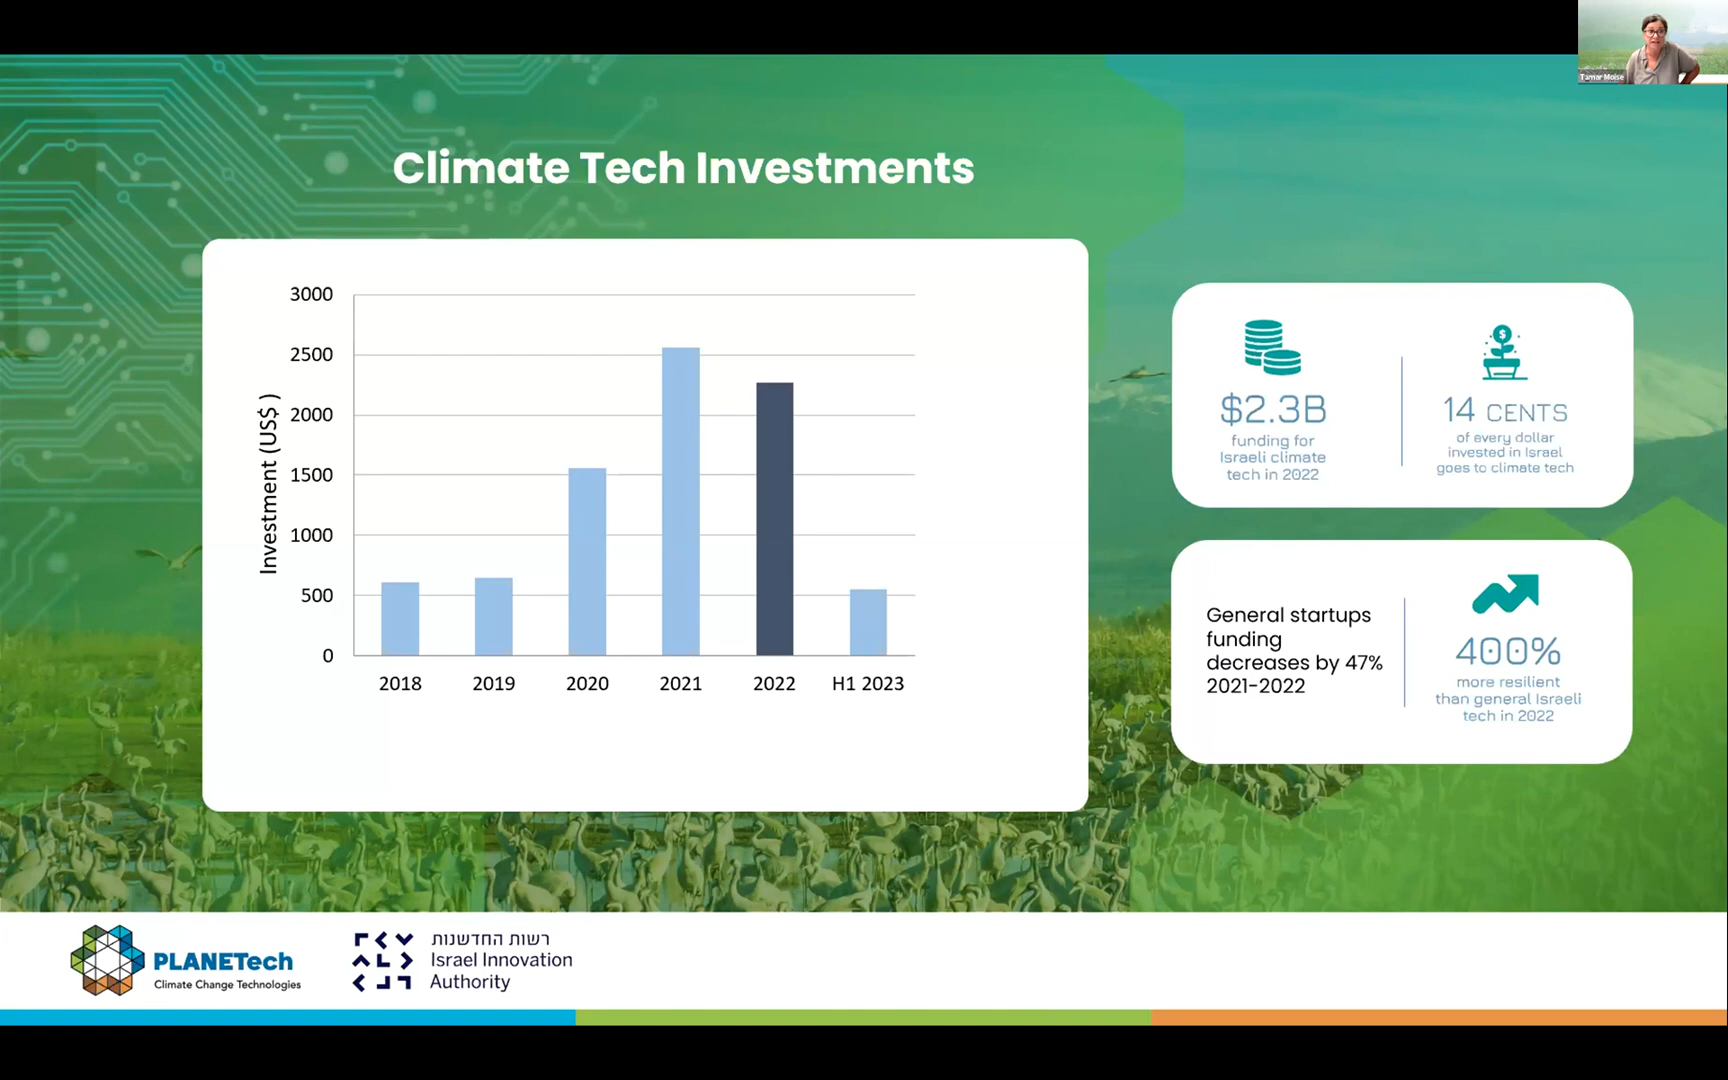 Tamar Moise
Climate Tech Investments
Investment (US$ )
3000
2500
2000
1500
1000
500
0
2018
2019
2020
2021
2022
H1 2023
$2.3B
funding for
Israeli climate
tech in 2022
14 CENTS
of every dollar
invested in Israel
goes to climate tech
General startups
funding
decreases by 47%
2021-2022
400%
more resilient
than general Israeli
tech in 2022
PLANETech
Climate Change Technologies
רשות החדשנות
Israel Innovation
Authority